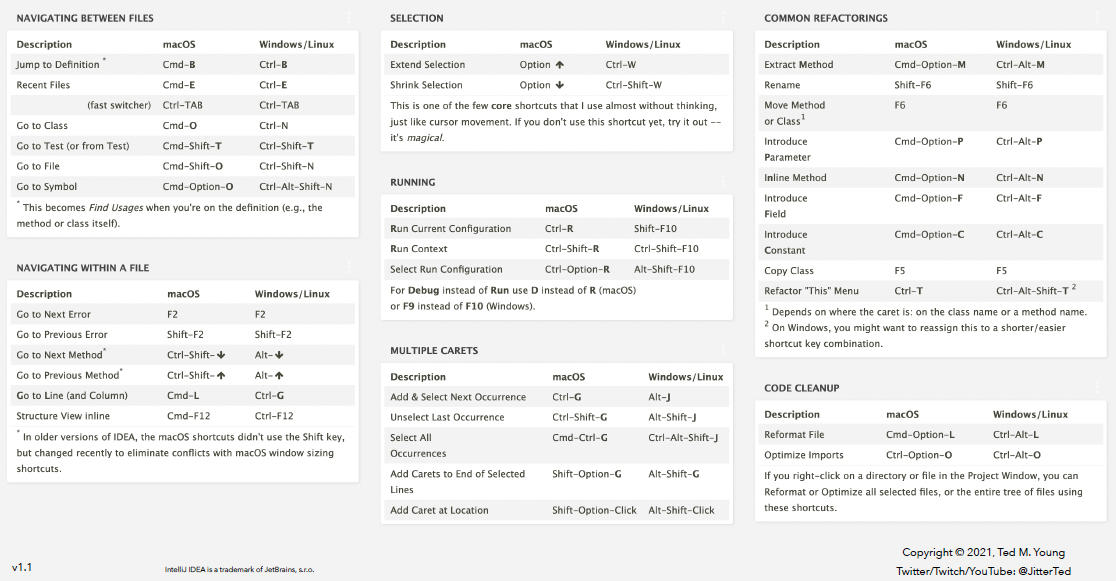 NAVIGATING BETWEEN FILES
Description macOS Windows/Linux
Jump to Definition * Cmd-B Ctrl-B
Recent Files Cmd-E Ctrl-E
(fast switcher) Ctrl-TAB Ctrl-TAB
Go to Class Cmd-O Ctrl-N
Go to Test (or from Test) Cmd-Shift-T Ctrl-Shift-T
Go to File Cmd-Shift-O Ctrl-Shift-N
Go to Symbol Cmd-Option-O Ctrl-Alt-Shift-N
* This becomes Find Usages when you're on the definition (e.g., the
method or class itself).
NAVIGATING WITHIN A FILE
Description macOS Windows/Linux
Go to Next Error F2 F2
Go to Previous Error Shift-F2 Shift-F2
Go to Next Method* Ctrl-Shift-↓ Alt-↓
Go to Previous Method* Ctrl-Shift-↑ Alt-↑
Go to Line (and Column) Cmd-L Ctrl-G
Structure View inline Cmd-F12 Ctrl-F12
* In older versions of IDEA, the macOS shortcuts didn't use the Shift key,
but changed recently to eliminate conflicts with macOS window sizing
shortcuts.
SELECTION
Description macOS Windows/Linux
Extend Selection Option ↑ Ctrl-W
Shrink Selection Option ↓ Ctrl-Shift-W
This is one of the few core shortcuts that I use almost without thinking,
just like cursor movement. If you don't use this shortcut yet, try it out --
it's magical.
RUNNING
Description macOS Windows/Linux
Run Current Configuration Ctrl-R Shift-F10
Run Context Ctrl-Shift-R Ctrl-Shift-F10
Select Run Configuration Ctrl-Option-R Alt-Shift-F10
For Debug instead of Run use D instead of R (macOS)
or F9 instead of F10 (Windows).
MULTIPLE CARETS
Description macOS Windows/Linux
Add & Select Next Occurrence Ctrl-G Alt-J
Unselect Last Occurrence Ctrl-Shift-G Alt-Shift-J
Select All Cmd-Ctrl-G Ctrl-Alt-Shift-J
Occurrences
Add Carets to End of Selected Shift-Option-G Alt-Shift-G
Lines
Add Caret at Location Shift-Option-Click Alt-Shift-Click
COMMON REFACTORINGS
Description macOS Windows/Linux
Extract Method Cmd-Option-M Ctrl-Alt-M
Rename Shift-F6 Shift-F6
Move Method F6 F6
or Class1
Introduce Cmd-Option-P Ctrl-Alt-P
Parameter
Inline Method Cmd-Option-N Ctrl-Alt-N
Introduce Cmd-Option-F Ctrl-Alt-F
Field
Introduce Cmd-Option-C Ctrl-Alt-C
Constant
Copy Class F5 F5
Refactor "This" Menu Ctrl-T Ctrl-Alt-Shift-T 2
1 Depends on where the caret is: on the class name or a method name.
2 On Windows, you might want to reassign this to a shorter/easier
shortcut key combination.
CODE CLEANUP
Description macOS Windows/Linux
Reformat File Cmd-Option-L Ctrl-Alt-L
Optimize Imports Ctrl-Option-O Ctrl-Alt-O
If you right-click on a directory or file in the Project Window, you can
Reformat or Optimize all selected files, or the entire tree of files using
these shortcuts.
v1.1
IntelliJ IDEA is a trademark of JetBrains, s.r.o.
Copyright © 2021, Ted M. Young
Twitter/Twitch/YouTube: @JitterTed